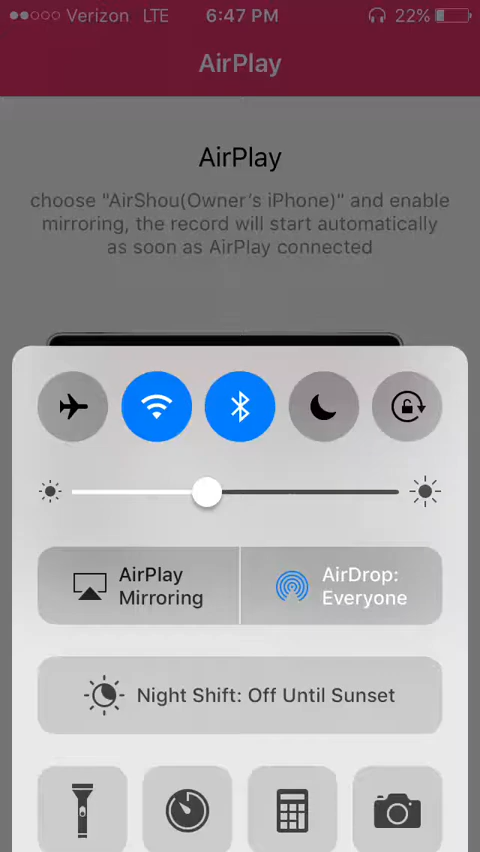 Verizon LTE 6:47 PM 22%
AirPlay
AirPlay
choose "AirShou(Owner's iPhone)" and enable
mirroring, the record will start automatically
as soon as AirPlay connected
AirPlay
Mirroring
AirDrop:
Everyone
Night Shift: Off Until Sunset